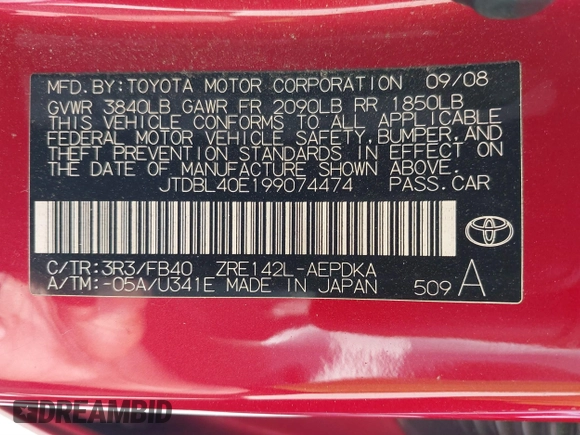 MFD.BY:TOYOTA MOTOR CORPORATION 09/08
GVWR 3840LB GAWR FR 2090LB RR 1850LB
THIS VEHICLE CONFORMS TO ALL APPLICABLE
FEDERAL MOTOR VEHICLE SAFETY,BUMPER,AND
THEFT PREVENTION STANDARDS IN EFFECT ON
THE DATE OF MANUFACTURE SHOWN ABOVE.
JTDBL40E199074474 PASS.CAR
C/TR:3R3/FB40 ZRE142L-AEPDKA
A/TM:-05A/U341E MADE IN JAPAN 509 A
DREAMBID